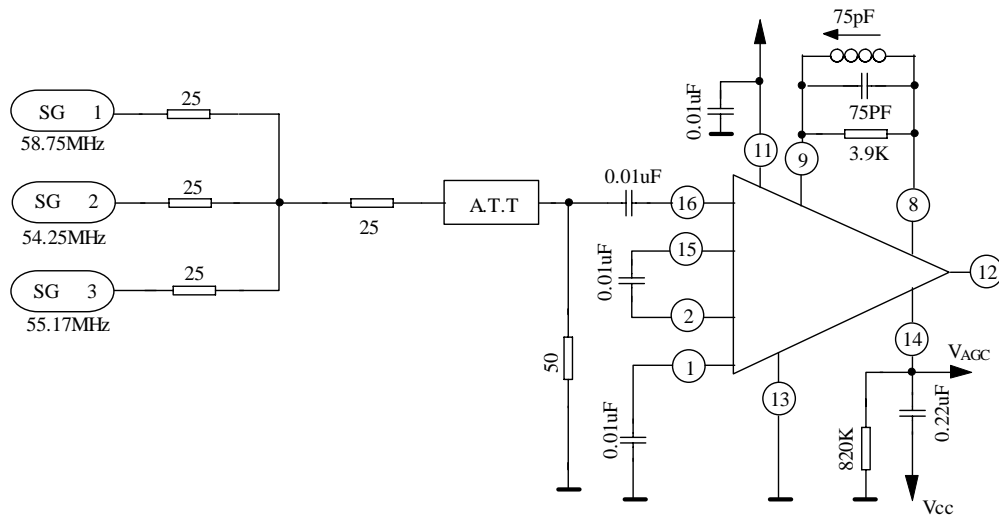 75pF
SG 1
25
58.75MHz
0.01uF
75PF
3.9K
11
9
SG 2
25
54.25MHz
25
A.T.T
0.01uF
16
8
15
0.01uF
2
12
SG 3
25
55.17MHz
50
1
0.01uF
13
14
VAGC
820K
0.22uF
Vcc